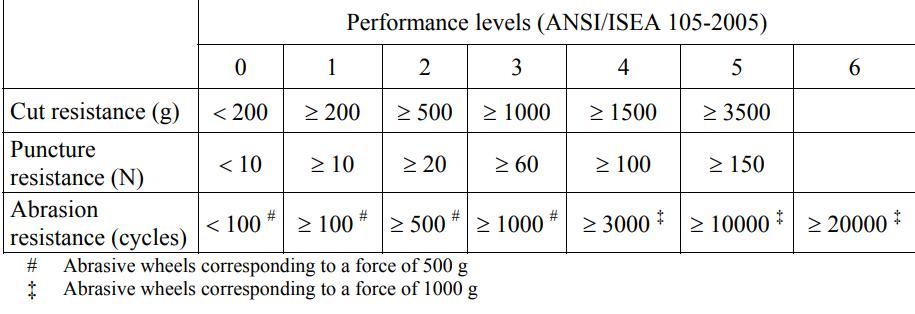 Performance levels (ANSI/ISEA 105-2005)
0 1 2 3 4 5 6
Cut resistance (g) < 200 ≥ 200 ≥ 500 ≥ 1000 ≥ 1500 ≥ 3500
Puncture
resistance (N) < 10 ≥ 10 ≥ 20 ≥ 60 ≥ 100 ≥ 150
Abrasion
resistance (cycles) < 100 # ≥ 100 # ≥ 500 # ≥ 1000 # ≥ 3000 ‡ ≥ 10000 ‡ ≥ 20000 ‡
# Abrasive wheels corresponding to a force of 500 g
‡ Abrasive wheels corresponding to a force of 1000 g